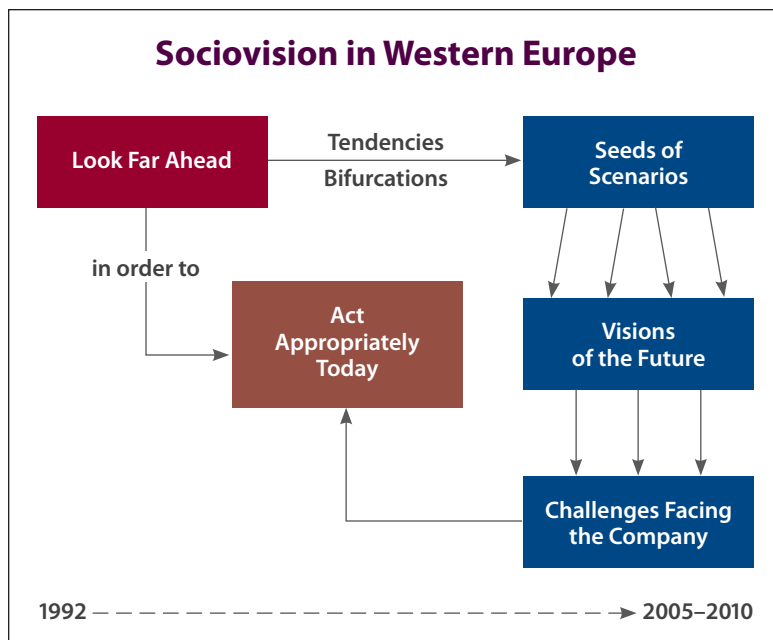 Sociovision in Western Europe
Look Far Ahead
Tendencies
Bifurcations
Seeds of
Scenarios
in order to
Act
Appropriately
Today
Visions
of the Future
Challenges Facing
the Company
1992
2005–2010